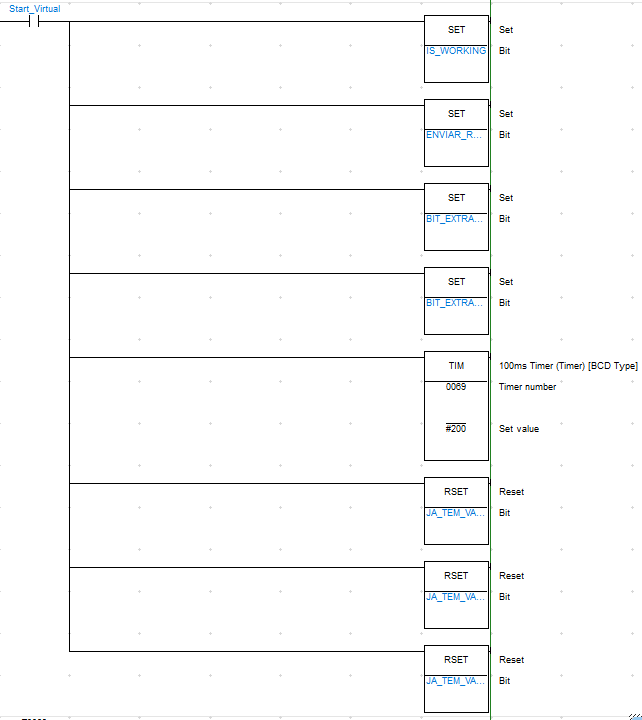 Start_Virtual
SET Set
IS_WORKING Bit
SET Set
ENVIAR_R... Bit
SET Set
BIT_EXTRA... Bit
SET Set
BIT_EXTRA... Bit
TIM 100ms Timer (Timer) [BCD Type]
0069 Timer number
#200 Set value
RSET Reset
JA_TEM_VA... Bit
RSET Reset
JA_TEM_VA... Bit
RSET Reset
JA_TEM_VA... Bit